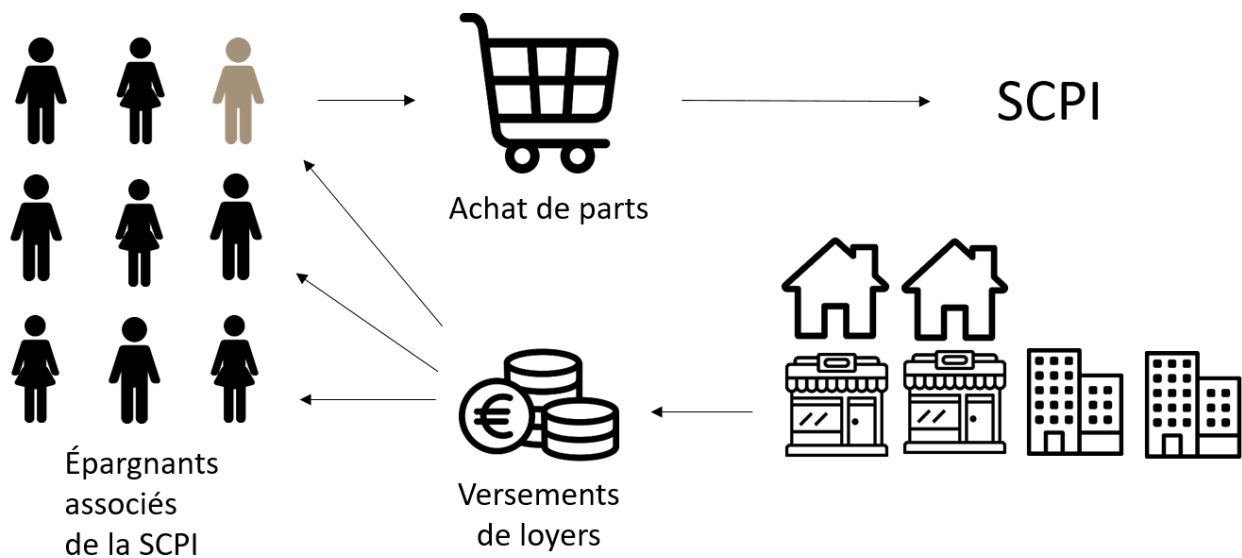 SCPI
Achat de parts
€
Épargnants
associés
de la SCPI
Versements
de loyers